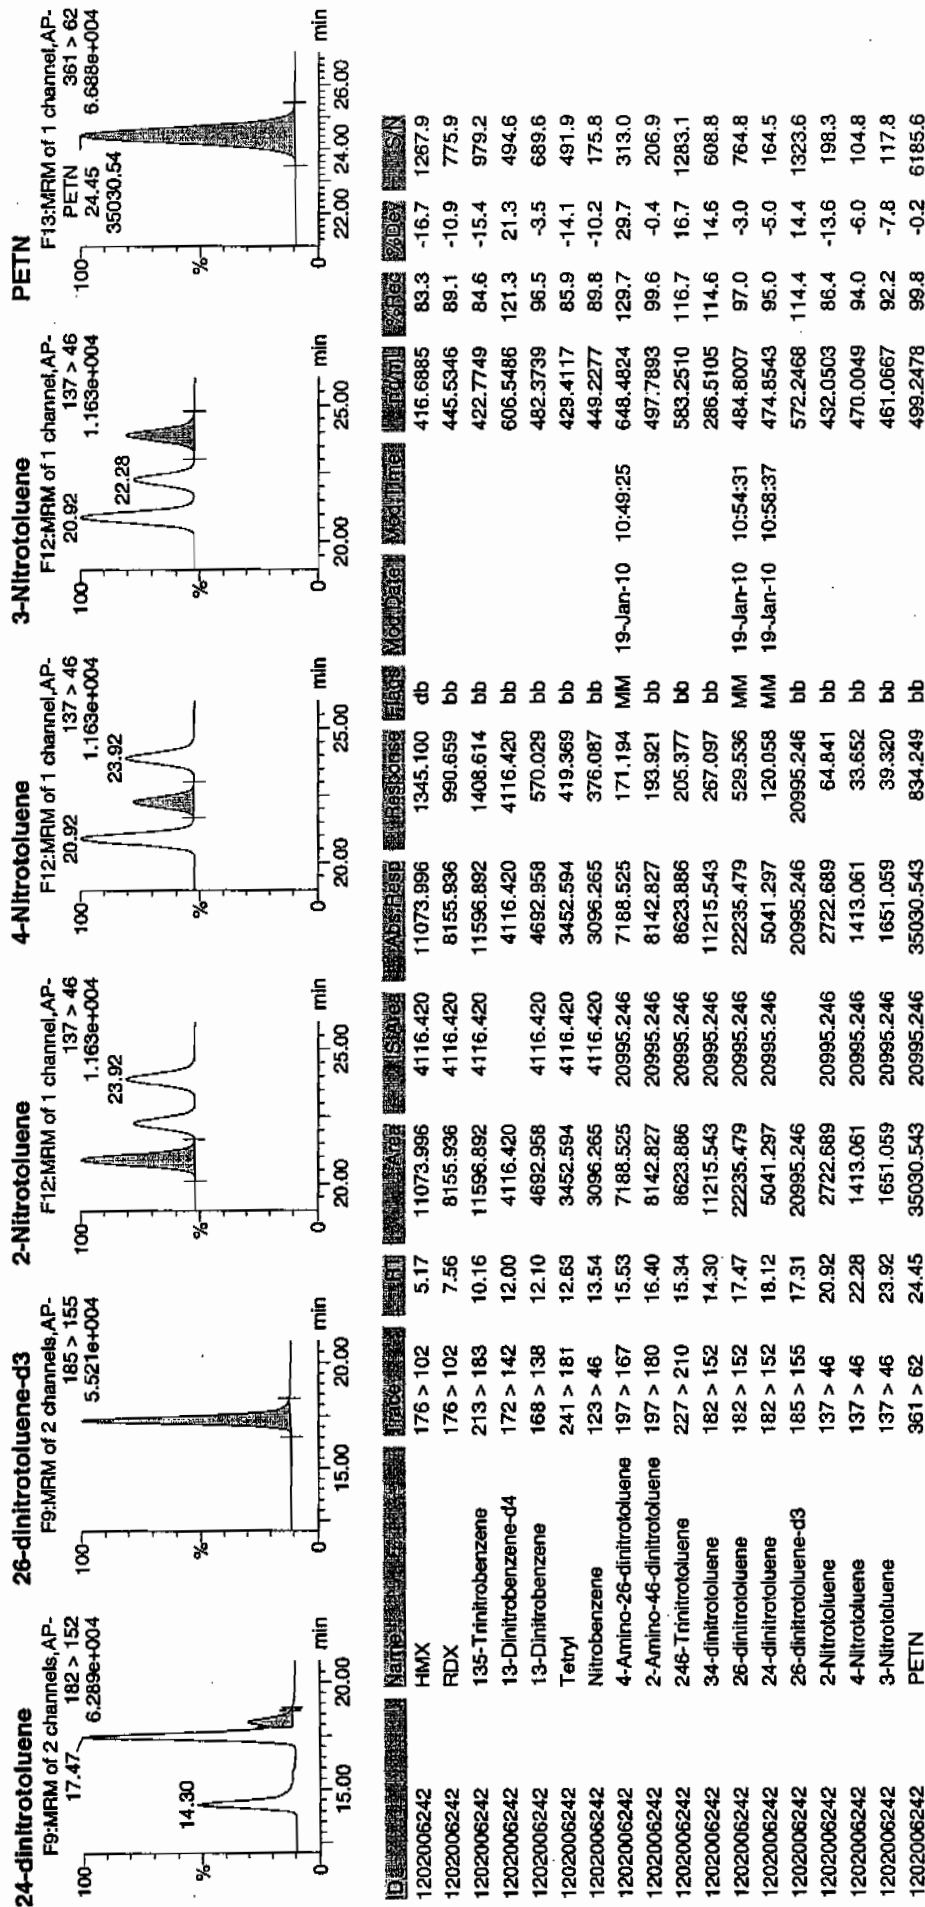 24-dinitrotoluene
F9:MRM of 2 channels,AP-
182 > 152
6.289e+004
17.47
14.30
100
%
0
15.00
20.00
min
26-dinitrotoluene-d3
F9:MRM of 2 channels,AP-
185 > 155
5.521e+004
100
%
0
15.00
20.00
min
2-Nitrotoluene
F12:MRM of 1 channel,AP-
137 > 46
1.163e+004
23.92
100
%
0
20.00
25.00
min
4-Nitrotoluene
F12:MRM of 1 channel,AP-
137 > 46
1.163e+004
20.92
23.92
100
%
0
20.00
25.00
min
3-Nitrotoluene
F12:MRM of 1 channel,AP-
137 > 46
1.163e+004
20.92
22.28
100
%
0
20.00
25.00
min
PETN
F13:MRM of 1 channel,AP-
361 > 62
6.688e+004
PETN
24.45
35030.54
100
%
0
22.00
24.00
26.00
min
ID Name Trace RT Area IS Area Abs.Resp Response Flags Mod.Date Mod.Time %Rec %Dev S/N
1202006242 HMX 176 > 102 5.17 11073.996 4116.420 11073.996 1345.100 db 416.6885 83.3 -16.7 1267.9
1202006242 RDX 176 > 102 7.56 8155.936 4116.420 8155.936 990.659 bb 445.5346 89.1 -10.9 775.9
1202006242 135-Trinitrobenzene 213 > 183 10.16 11596.892 4116.420 11596.892 1408.614 bb 422.7749 84.6 -15.4 979.2
1202006242 13-Dinitrobenzene-d4 172 > 142 12.00 4116.420 4116.420 4116.420 bb 606.5486 121.3 21.3 494.6
1202006242 13-Dinitrobenzene 168 > 138 12.10 4692.958 4116.420 4692.958 570.029 bb 482.3739 96.5 -3.5 689.6
1202006242 Tetryl 241 > 181 12.63 3452.594 4116.420 3452.594 419.369 bb 429.4117 85.9 -14.1 491.9
1202006242 Nitrobenzene 123 > 46 13.54 3096.265 4116.420 3096.265 376.087 bb 449.2277 89.8 -10.2 175.8
1202006242 4-Amino-26-dinitrotoluene 197 > 167 15.53 7188.525 20995.246 7188.525 171.194 MM 19-Jan-10 10:49:25 648.4824 129.7 29.7 313.0
1202006242 2-Amino-46-dinitrotoluene 197 > 180 16.40 8142.827 20995.246 8142.827 193.921 bb 497.7893 99.6 -0.4 206.9
1202006242 246-Trinitrotoluene 227 > 210 15.34 8623.886 20995.246 8623.886 205.377 bb 583.2510 116.7 16.7 1283.1
1202006242 34-dinitrotoluene 182 > 152 14.30 11215.543 20995.246 11215.543 267.097 bb 286.5105 114.6 14.6 608.8
1202006242 26-dinitrotoluene 182 > 152 17.47 22235.479 20995.246 22235.479 529.536 MM 19-Jan-10 10:54:31 484.8007 97.0 -3.0 764.8
1202006242 24-dinitrotoluene 182 > 152 18.12 5041.297 20995.246 5041.297 120.058 MM 19-Jan-10 10:58:37 474.8543 95.0 -5.0 164.5
1202006242 26-dinitrotoluene-d3 185 > 155 17.31 20995.246 20995.246 20995.246 bb 572.2468 114.4 14.4 1323.6
1202006242 2-Nitrotoluene 137 > 46 20.92 2722.689 20995.246 2722.689 64.841 bb 432.0503 86.4 -13.6 198.3
1202006242 4-Nitrotoluene 137 > 46 22.28 1413.061 20995.246 1413.061 33.652 bb 470.0049 94.0 -6.0 104.8
1202006242 3-Nitrotoluene 137 > 46 23.92 1651.059 20995.246 1651.059 39.320 bb 461.0667 92.2 -7.8 117.8
1202006242 PETN 361 > 62 24.45 35030.543 20995.246 35030.543 834.249 bb 499.2478 99.8 -0.2 6185.6